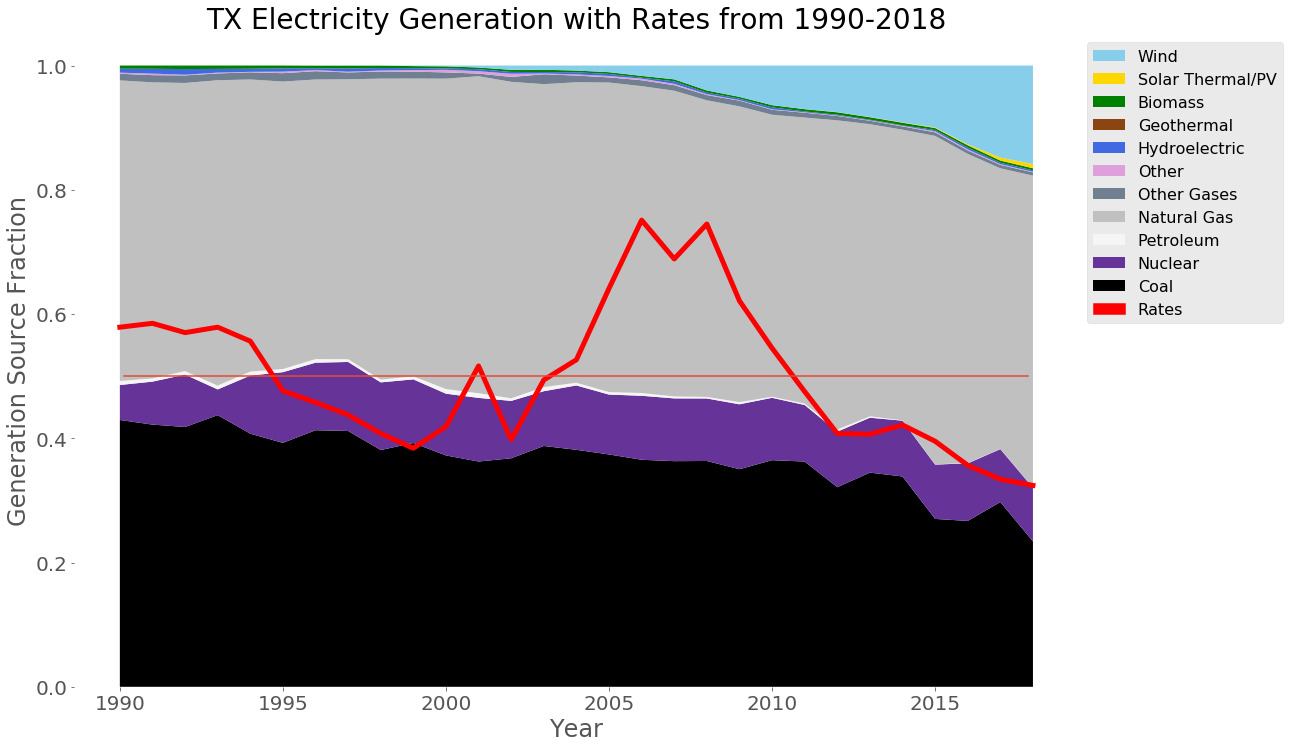 TX Electricity Generation with Rates from 1990-2018
Generation Source Fraction
1.0
0.8
0.6
0.4
0.2
0.0
1990
1995
2000
2005
2010
2015
Year
Wind
Solar Thermal/PV
Biomass
Geothermal
Hydroelectric
Other
Other Gases
Natural Gas
Petroleum
Nuclear
Coal
Rates